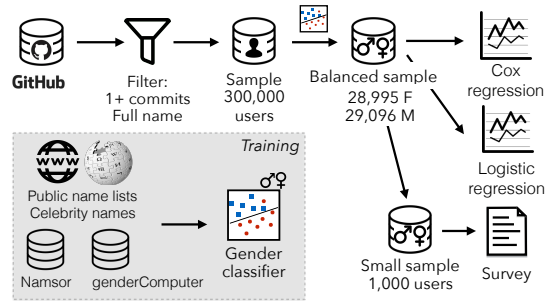 GitHub
Filter:
1+ commits
Full name
Sample
300,000
users
Balanced sample
28,995 F
29,096 M
Cox
regression
Logistic
regression
Training
WWW
Public name lists
Celebrity names
Namsor
genderComputer
Gender
classifier
Small sample
1,000 users
Survey